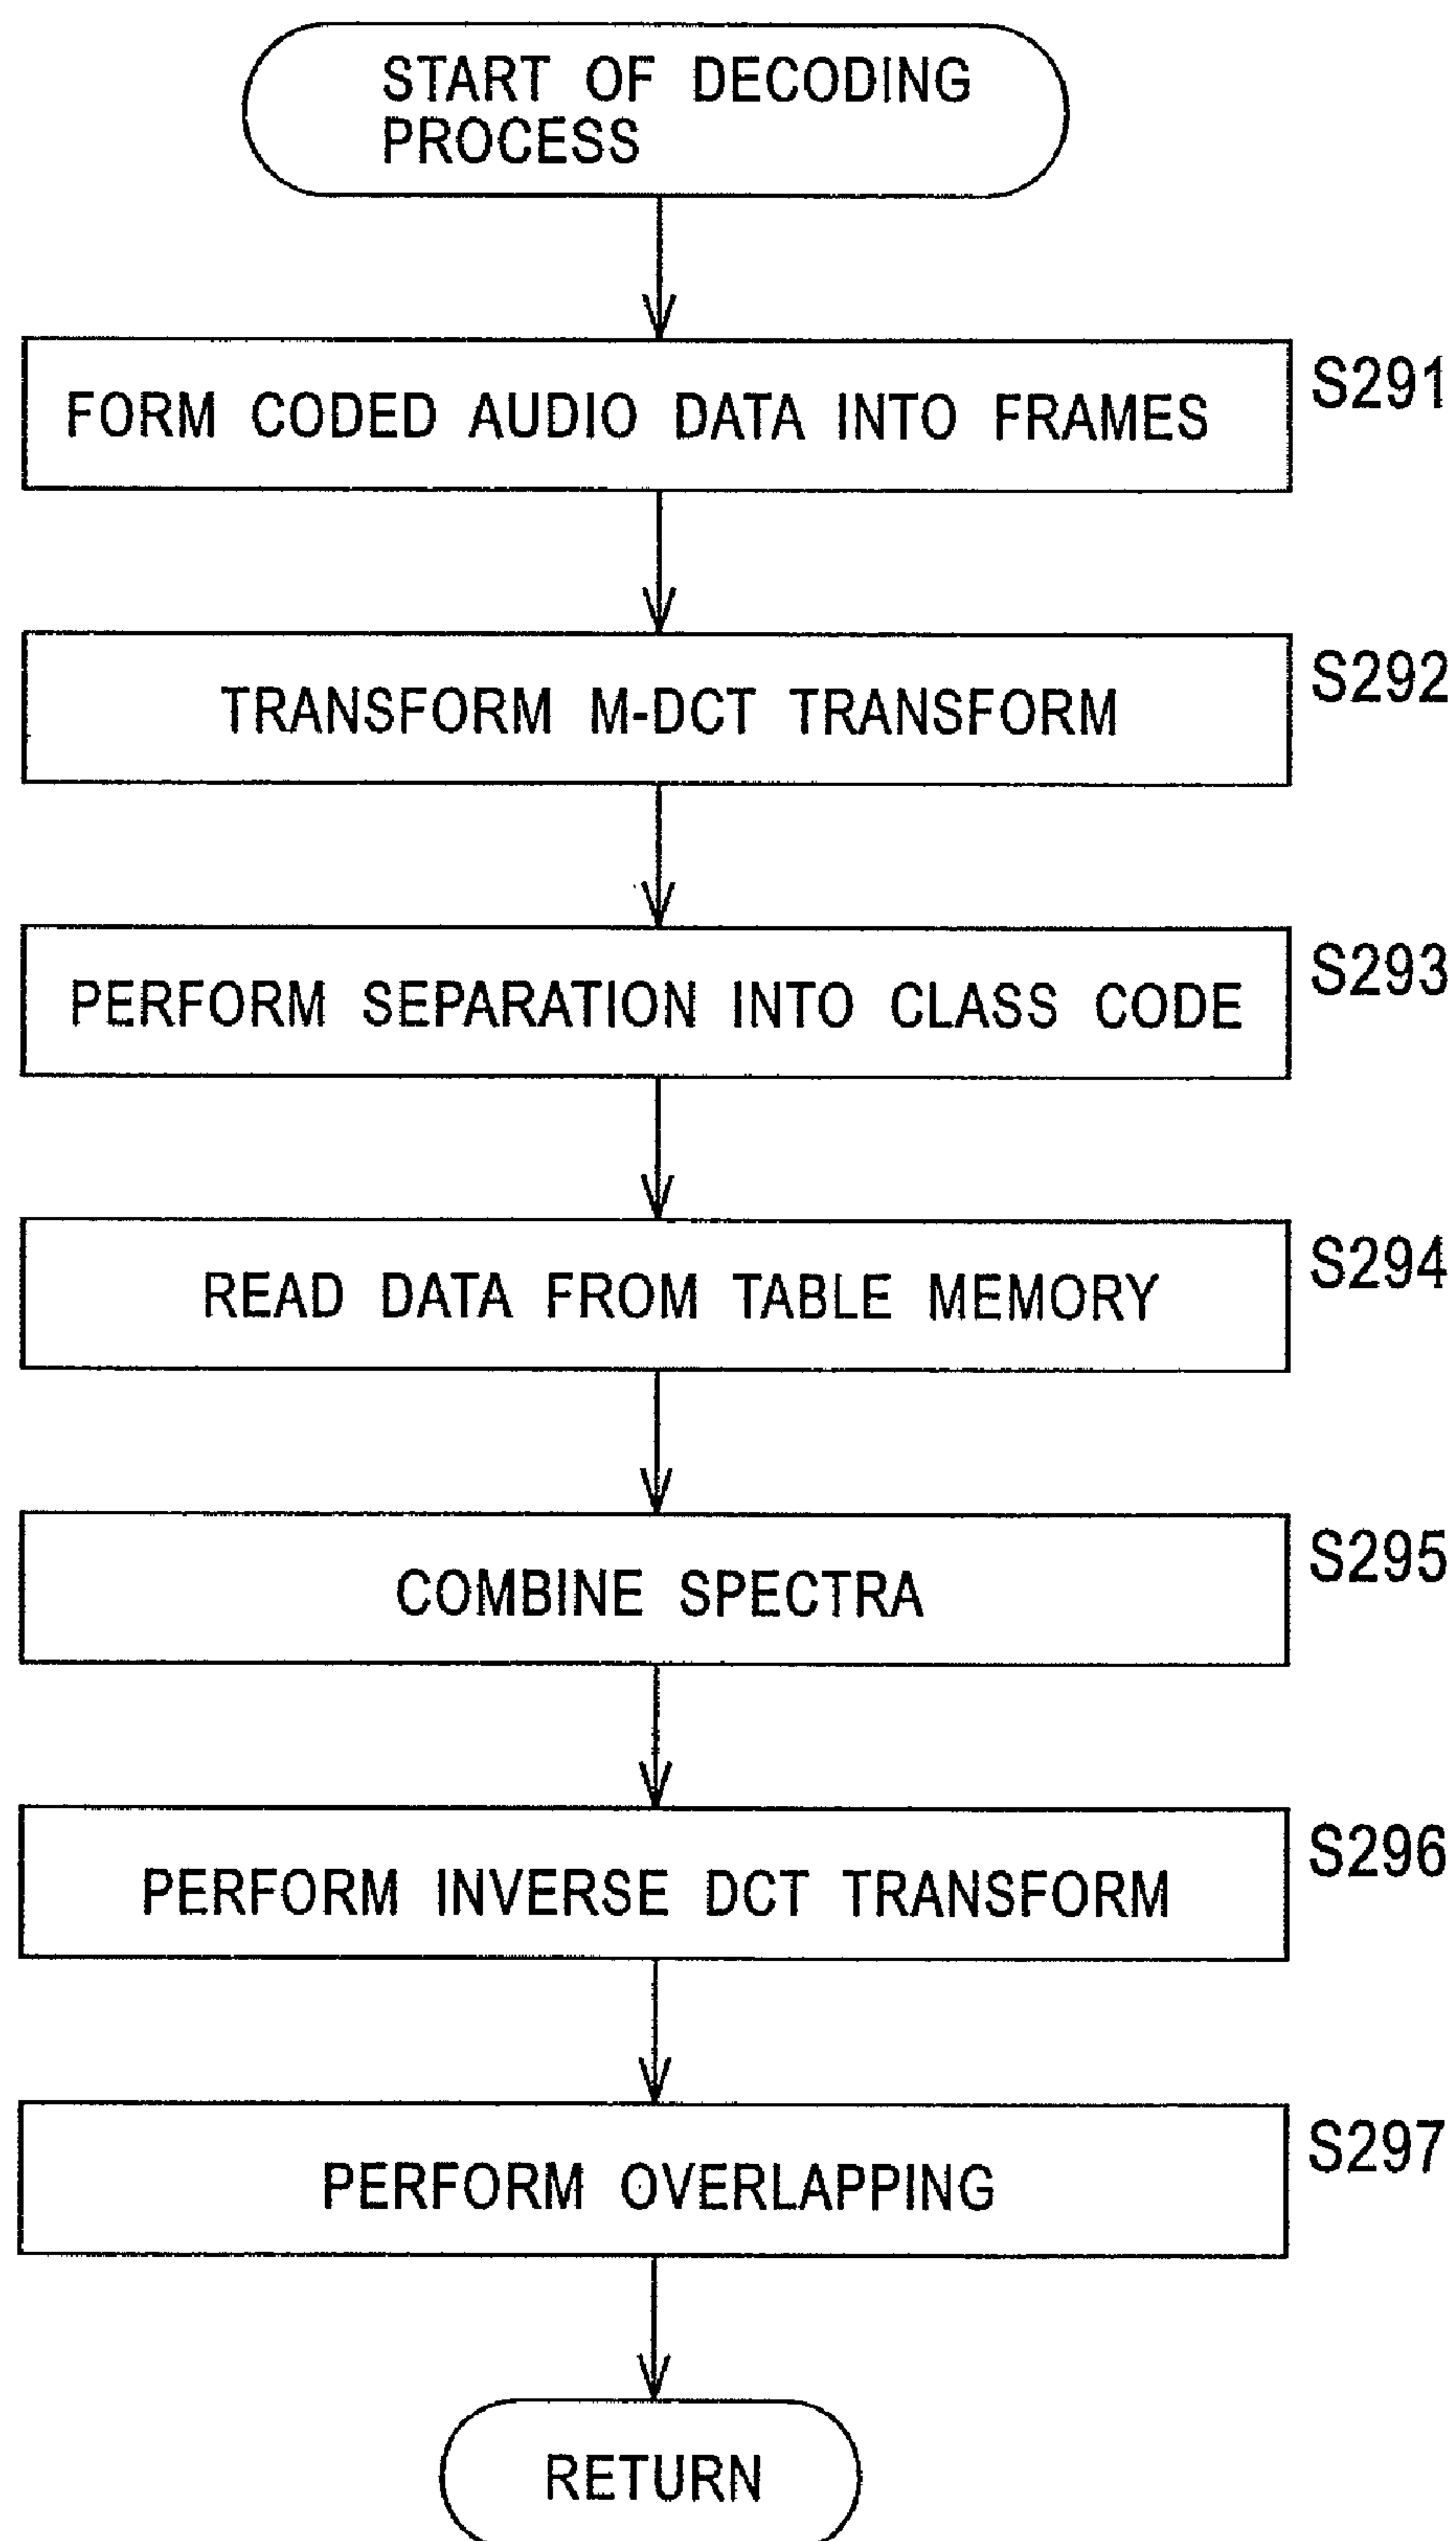 START OF DECODING
PROCESS
FORM CODED AUDIO DATA INTO FRAMES
S291
TRANSFORM M-DCT TRANSFORM
S292
PERFORM SEPARATION INTO CLASS CODE
S293
READ DATA FROM TABLE MEMORY
S294
COMBINE SPECTRA
S295
PERFORM INVERSE DCT TRANSFORM
S296
PERFORM OVERLAPPING
S297
RETURN